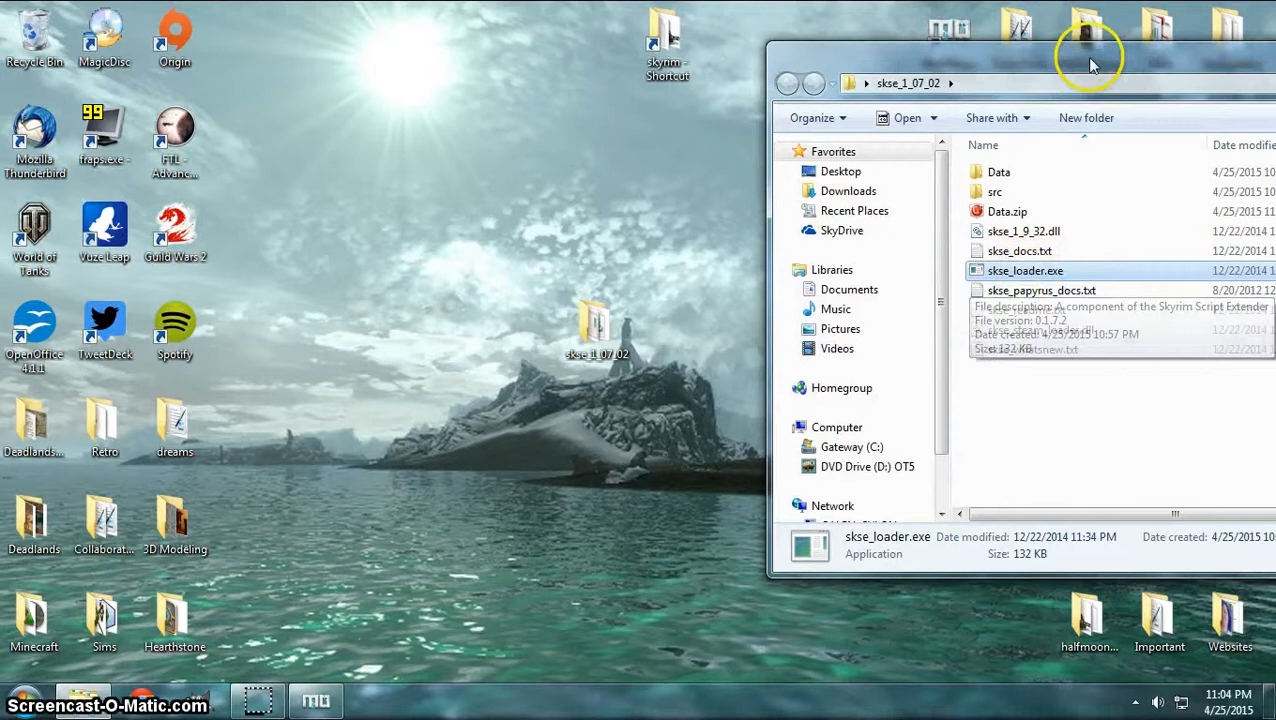 Recycle Bin
MagicDisc
Origin
skyrim -
Shortcut
Mozilla
Thunderbird
99
fraps.exe -
FTL -
Advanc...
World of
Tanks
Vuze Leap
Guild Wars 2
OpenOffice
4.1.1
TweetDeck
Spotify
skse_1_07_02
Deadlands...
Retro
dreams
Deadlands
Collaborat...
3D Modeling
Minecraft
Sims
Hearthstone
skse_1_07_02
Organize
Open
Share with
New folder
Favorites
Desktop
Downloads
Recent Places
SkyDrive
Libraries
Documents
Music
Pictures
Videos
Homegroup
Computer
Gateway (C:)
DVD Drive (D:) OT5
Network
Name
Date modifie
Data
4/25/2015 10
src
4/25/2015 10
Data.zip
4/25/2015 10
skse_1_9_32.dll
12/22/2014 1
skse_docs.txt
12/22/2014 1
skse_loader.exe
12/22/2014 1
skse_papyrus_docs.txt
8/20/2012 12
File description: A component of the Skyrim Script Extender
File version: 0.1.7.2
Date created: 4/25/2015 10:57 PM
Size: 132 KB
skse_loader.exe Date modified: 12/22/2014 11:34 PM Date created: 4/25/2015 10:
Application Size: 132 KB
halfmoon...
Important
Websites
MO
Screencast-O-Matic.com
MO
11:04 PM
4/25/2015